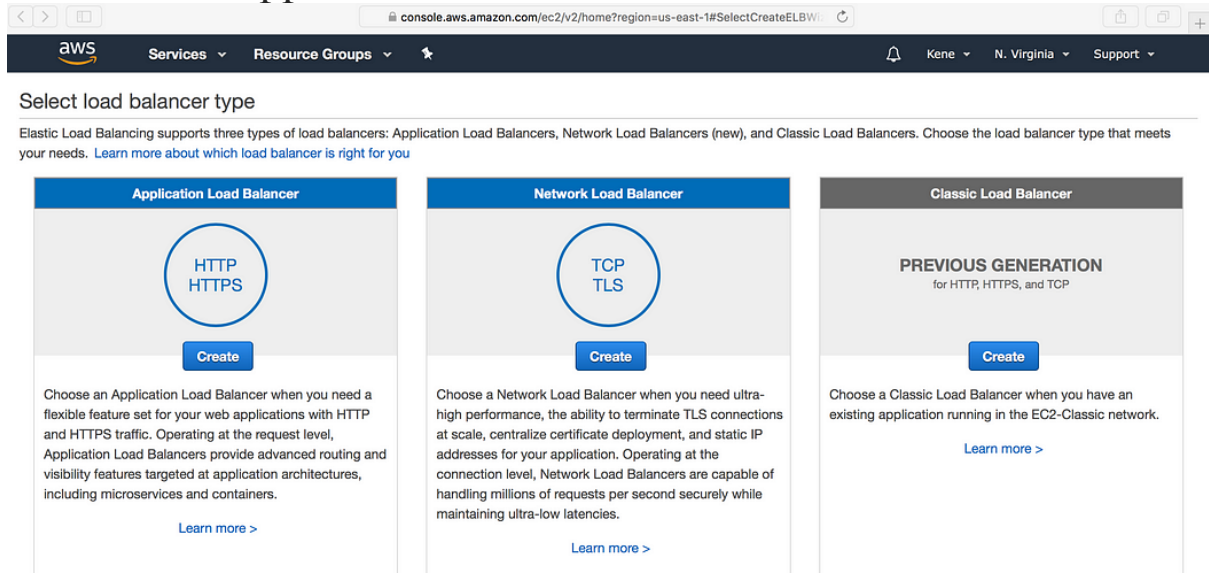 console.aws.amazon.com/ec2/v2/home?region=us-east-1#SelectCreateELBWi
aws Services Resource Groups Kene N. Virginia Support
Select load balancer type
Elastic Load Balancing supports three types of load balancers: Application Load Balancers, Network Load Balancers (new), and Classic Load Balancers. Choose the load balancer type that meets
your needs. Learn more about which load balancer is right for you
Application Load Balancer
HTTP
HTTPS
Create
Choose an Application Load Balancer when you need a
flexible feature set for your web applications with HTTP
and HTTPS traffic. Operating at the request level,
Application Load Balancers provide advanced routing and
visibility features targeted at application architectures,
including microservices and containers.
Learn more >
Network Load Balancer
TCP
TLS
Create
Choose a Network Load Balancer when you need ultra-
high performance, the ability to terminate TLS connections
at scale, centralize certificate deployment, and static IP
addresses for your application. Operating at the
connection level, Network Load Balancers are capable of
handling millions of requests per second securely while
maintaining ultra-low latencies.
Learn more >
Classic Load Balancer
PREVIOUS GENERATION
for HTTP, HTTPS, and TCP
Create
Choose a Classic Load Balancer when you have an
existing application running in the EC2-Classic network.
Learn more >